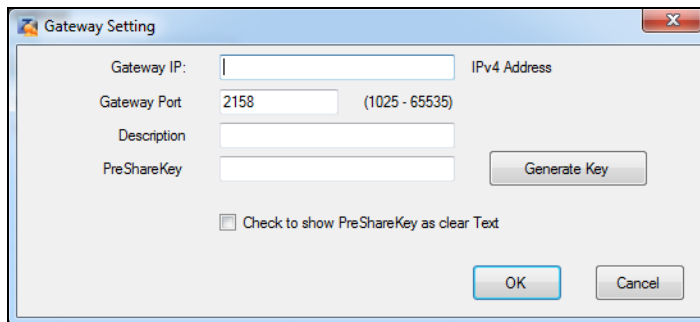 Gateway Setting
Gateway IP: IPv4 Address
Gateway Port 2158 (1025 - 65535)
Description
PreShareKey Generate Key
Check to show PreShareKey as clear Text
OK Cancel